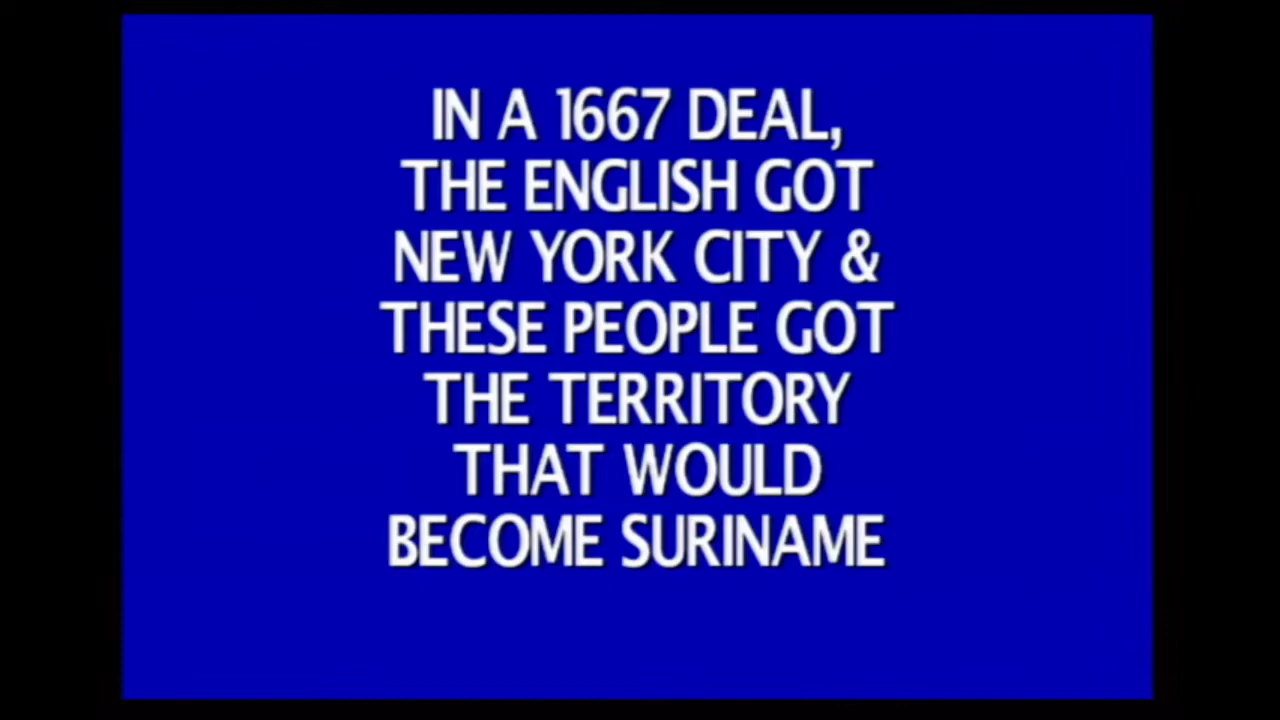 IN A 1667 DEAL,
THE ENGLISH GOT
NEW YORK CITY &
THESE PEOPLE GOT
THE TERRITORY
THAT WOULD
BECOME SURINAME